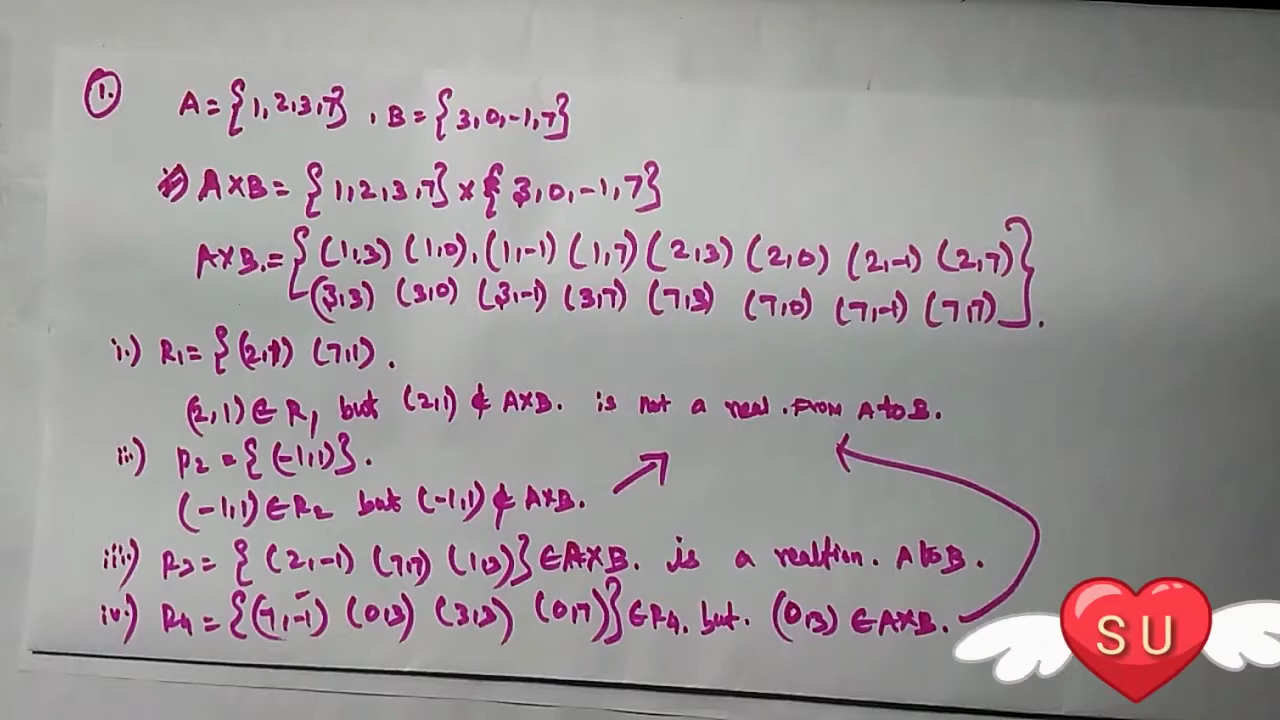 1. A = {1,2,3,7}, B = {3,0,-1,7}
A×B = {1,2,3,7} × {3,0,-1,7}
A×B = {(1,3) (1,0), (1,-1) (1,7) (2,3) (2,0) (2,-1) (2,7)
(3,3) (3,0) (3,-1) (3,7) (7,3) (7,0) (7,-1) (7,7)}.
i.) R1 = {(2,1) (7,1).
(2,1) ∈ R1 but (2,1) ∉ A×B. is not a real. From A to B.
ii.) R2 = {(-1,1)}.
(-1,1) ∈ R2 but (-1,1) ∉ A×B.
iii.) R3 = {(2,-1) (7,7) (1,3)} ∈ A×B. is a realtion. A to B.
iv.) R4 = {(7,-1) (0,3) (3,3) (0,7)} ∈ R4. but. (0,3) ∈ A×B.
SU